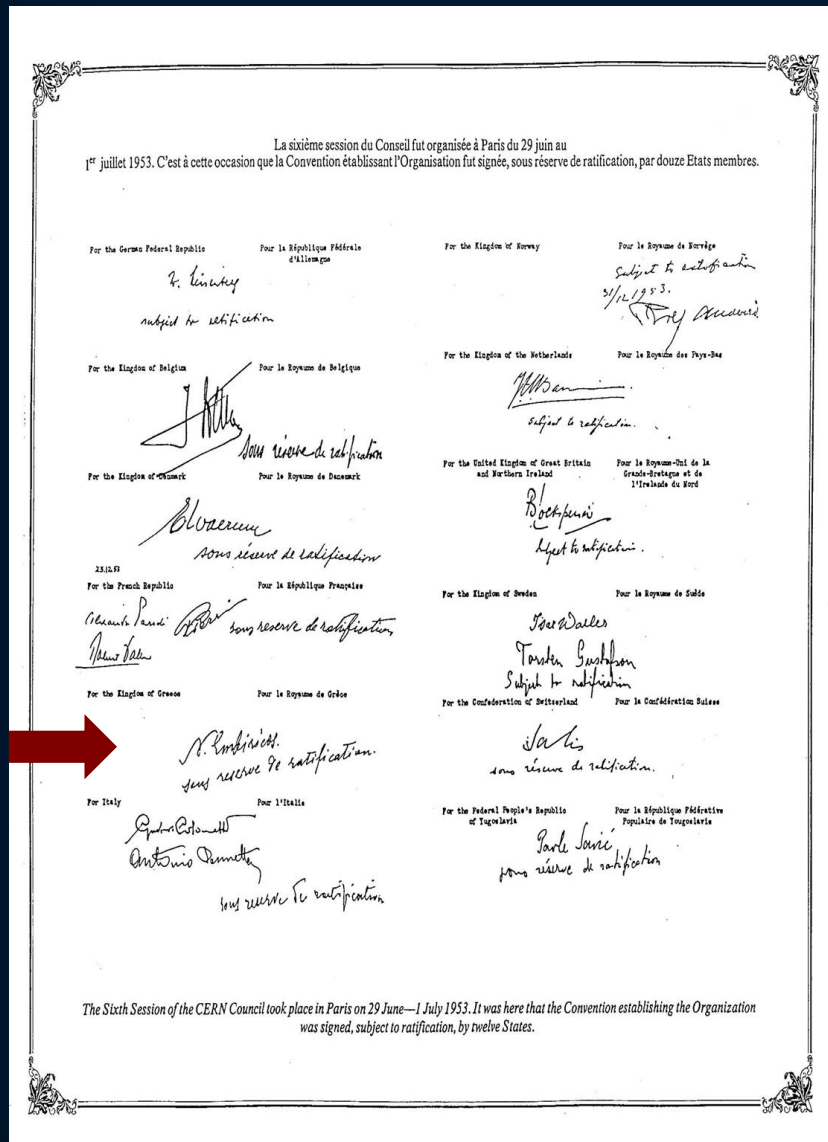 La sixième session du Conseil fut organisée à Paris du 29 juin au
1er juillet 1953. C'est à cette occasion que la Convention établissant l'Organisation fut signée, sous réserve de ratification, par douze Etats membres.
For the German Federal Republic
Pour la République Fédérale
d'Allemagne
subject to ratification
For the Kingdom of Belgium
Pour le Royaume de Belgique
sous réserve de ratification
For the Kingdom of Denmark
Pour le Royaume de Danemark
sous réserve de ratification
23.12.53
For the French Republic
Pour la République Française
sous reserve de ratification
For the Kingdom of Greece
Pour le Royaume de Grèce
N. Embiricos.
sous reserve de ratification.
For Italy
Pour l'Italie
Antonio
sous reserve de ratification
For the Kingdom of Norway
Pour le Royaume de Norvège
Subject to ratification
31/12 1953.
For the Kingdom of the Netherlands
Pour le Royaume des Pays-Bas
subject to ratification.
For the United Kingdom of Great Britain
and Northern Ireland
Pour le Royaume-Uni de la
Grande-Bretagne et de
l'Irelande du Nord
subject to ratification.
For the Kingdom of Sweden
Pour le Royaume de Suède
Ivar Waller
Torsten Gustafson
Subject to ratification
For the Confederation of Switzerland
Pour la Confédération Suisse
sous réserve de ratification.
For the Federal People's Republic
of Yugoslavia
Pour la République Fédérative
Populaire de Yougoslavie
Pavle Savić
sous réserve de ratification
The Sixth Session of the CERN Council took place in Paris on 29 June—1 July 1953. It was here that the Convention establishing the Organization
was signed, subject to ratification, by twelve States.